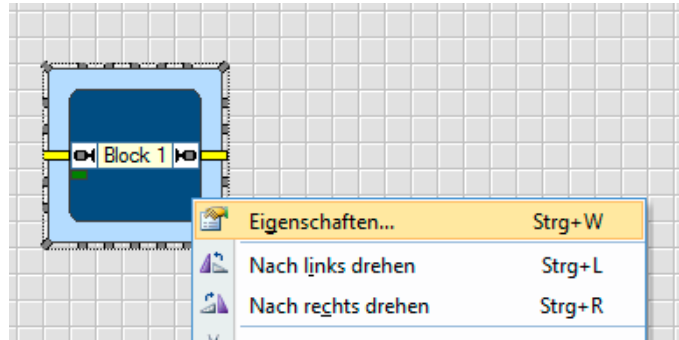 Block 1
Eigenschaften... Strg+W
Nach links drehen Strg+L
Nach rechts drehen Strg+R